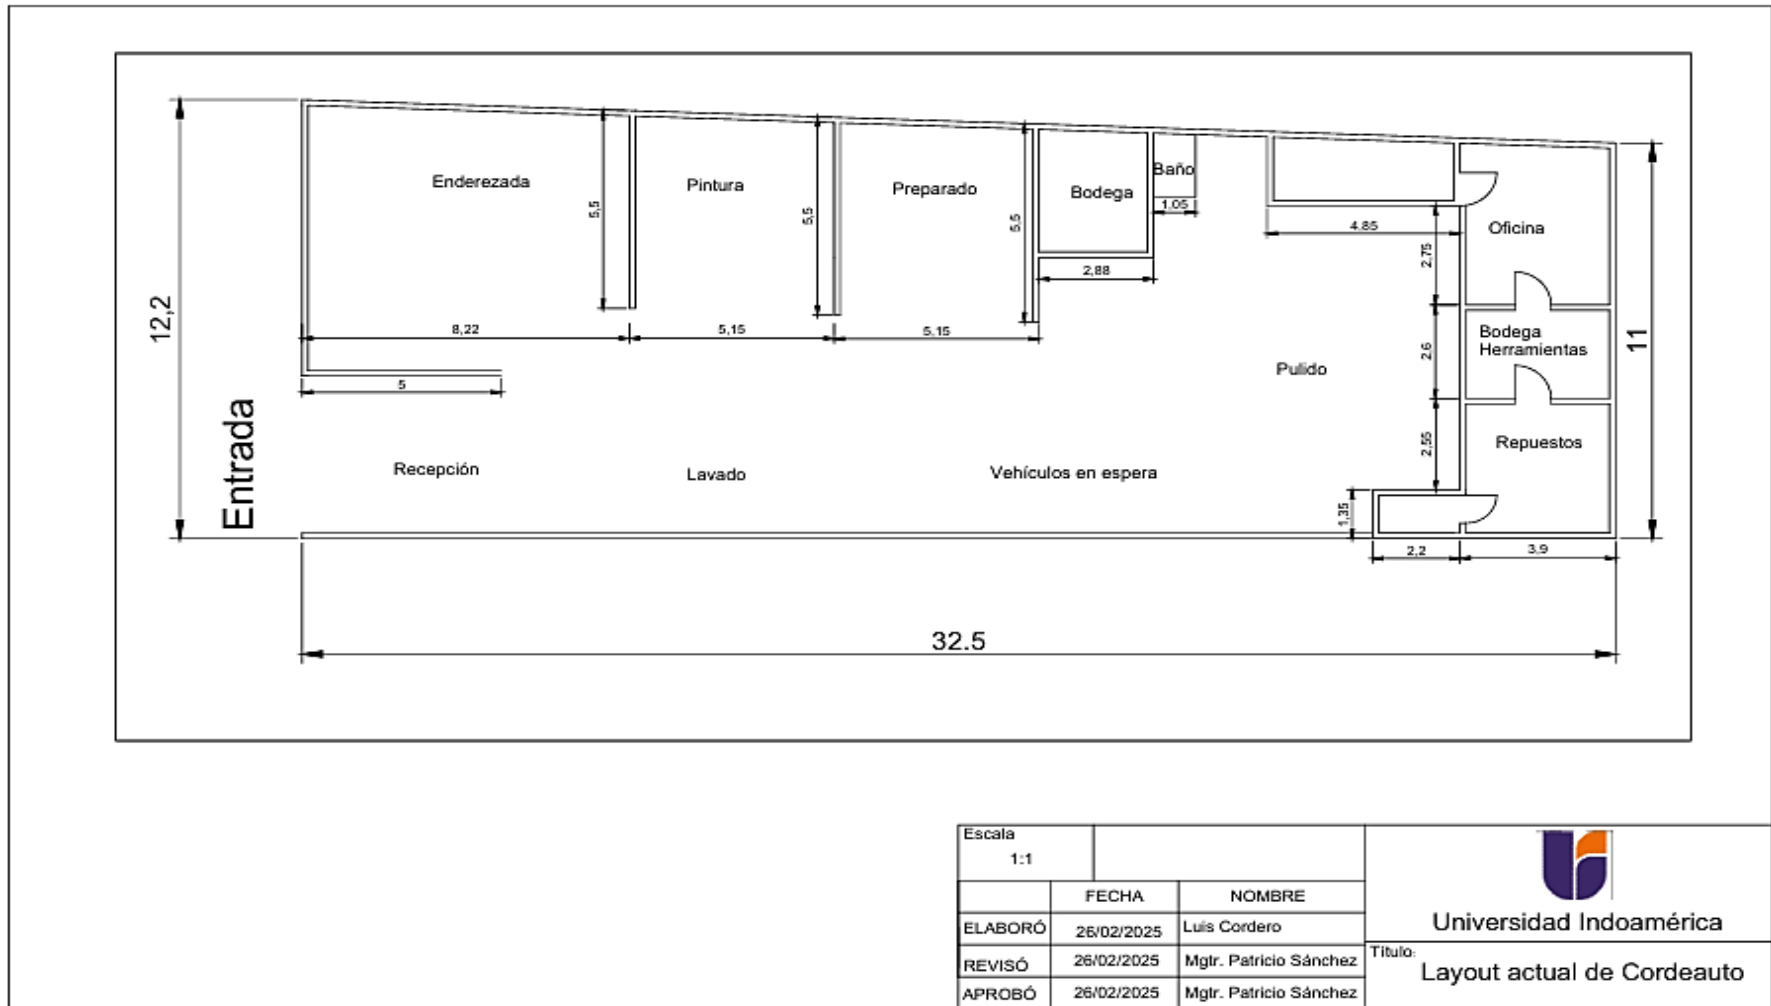 12,2
Enderezada
5,5
Pintura
5,5
Preparado
5,5
Bodega
2,88
Baño
1,05
4.85
2,75
Oficina
8,22
5,15
5,15
5
2.6
Bodega
Herramientas
11
Pulido
Entrada
2,55
Repuestos
Recepción
Lavado
Vehículos en espera
1,35
2,2
3,9
32.5
Escala
1:1
FECHA
NOMBRE
ELABORÓ
26/02/2025
Luis Cordero
REVISÓ
26/02/2025
Mgtr. Patricio Sánchez
APROBÓ
26/02/2025
Mgtr. Patricio Sánchez
Universidad Indoamérica
Título:
Layout actual de Cordeauto